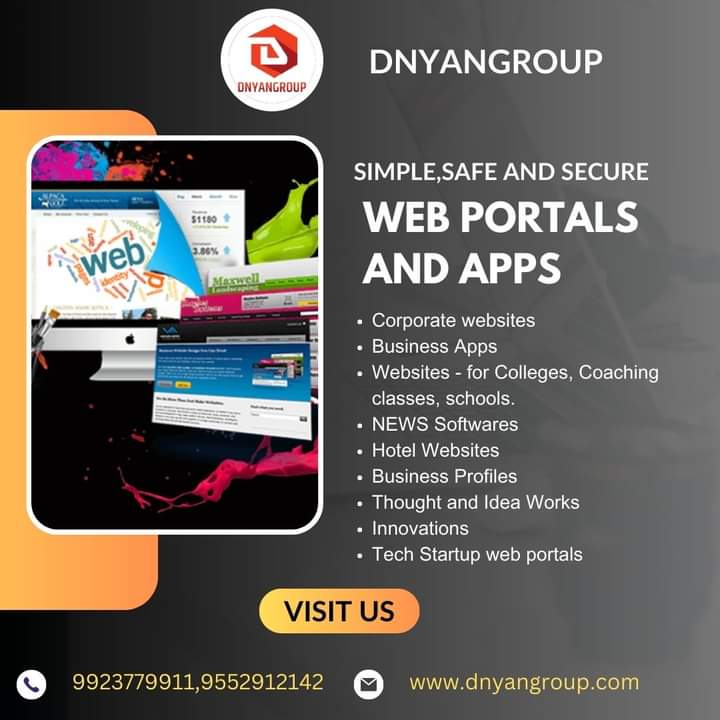 DNYANGROUP
DNYANGROUP
SIMPLE,SAFE AND SECURE
WEB PORTALS
AND APPS
• Corporate websites
• Business Apps
• Websites - for Colleges, Coaching
classes, schools.
• NEWS Softwares
• Hotel Websites
• Business Profiles
• Thought and Idea Works
• Innovations
• Tech Startup web portals
$1180
3.86%
web
identity
Maxwell
Landscaping
VISIT US
9923779911,9552912142
www.dnyangroup.com